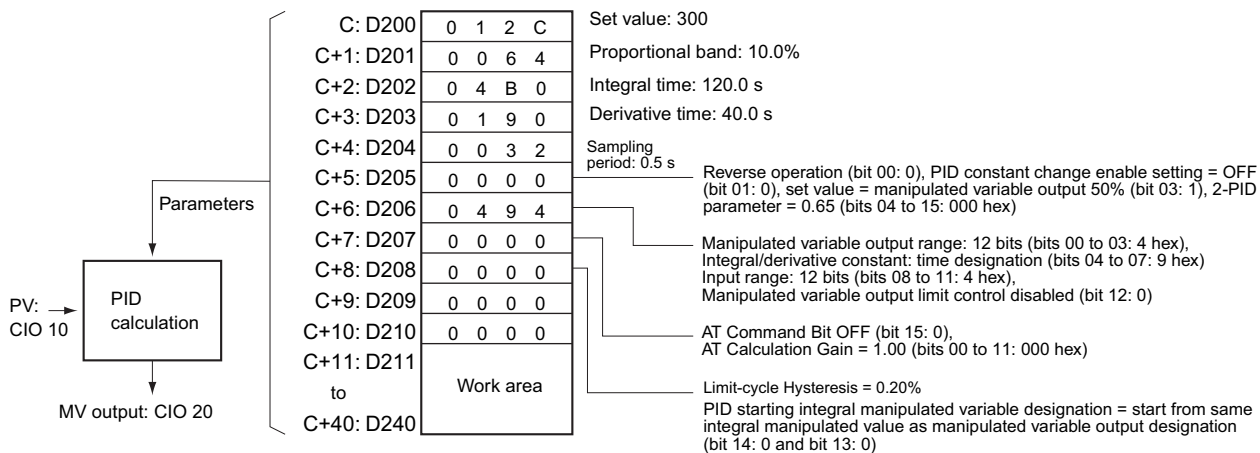 C: D200 0 1 2 C Set value: 300
C+1: D201 0 0 6 4 Proportional band: 10.0%
C+2: D202 0 4 B 0 Integral time: 120.0 s
C+3: D203 0 1 9 0 Derivative time: 40.0 s
C+4: D204 0 0 3 2 Sampling
period: 0.5 s
C+5: D205 0 0 0 0
Reverse operation (bit 00: 0), PID constant change enable setting = OFF
(bit 01: 0), set value = manipulated variable output 50% (bit 03: 1), 2-PID
parameter = 0.65 (bits 04 to 15: 000 hex)
Parameters
C+6: D206 0 4 9 4
Manipulated variable output range: 12 bits (bits 00 to 03: 4 hex),
Integral/derivative constant: time designation (bits 04 to 07: 9 hex)
Input range: 12 bits (bits 08 to 11: 4 hex),
Manipulated variable output limit control disabled (bit 12: 0)
C+7: D207 0 0 0 0
C+8: D208 0 0 0 0
PV:
CIO 10
PID
calculation
C+9: D209 0 0 0 0
C+10: D210 0 0 0 0
AT Command Bit OFF (bit 15: 0),
AT Calculation Gain = 1.00 (bits 00 to 11: 000 hex)
C+11: D211
to
C+40: D240
Work area
MV output: CIO 20
Limit-cycle Hysteresis = 0.20%
PID starting integral manipulated variable designation = start from same
integral manipulated value as manipulated variable output designation
(bit 14: 0 and bit 13: 0)